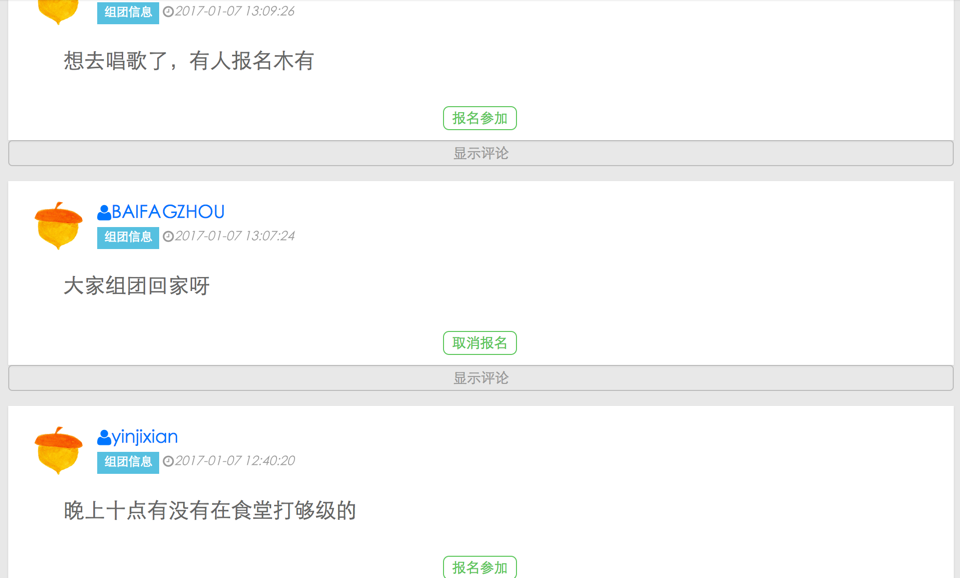 组团信息 2017-01-07 13:09:26
想去唱歌了，有人报名木有
报名参加
显示评论
BAIFAGZHOU
组团信息 2017-01-07 13:07:24
大家组团回家呀
取消报名
显示评论
yinjixian
组团信息 2017-01-07 12:40:20
晚上十点有没有在食堂打够级的
报名参加